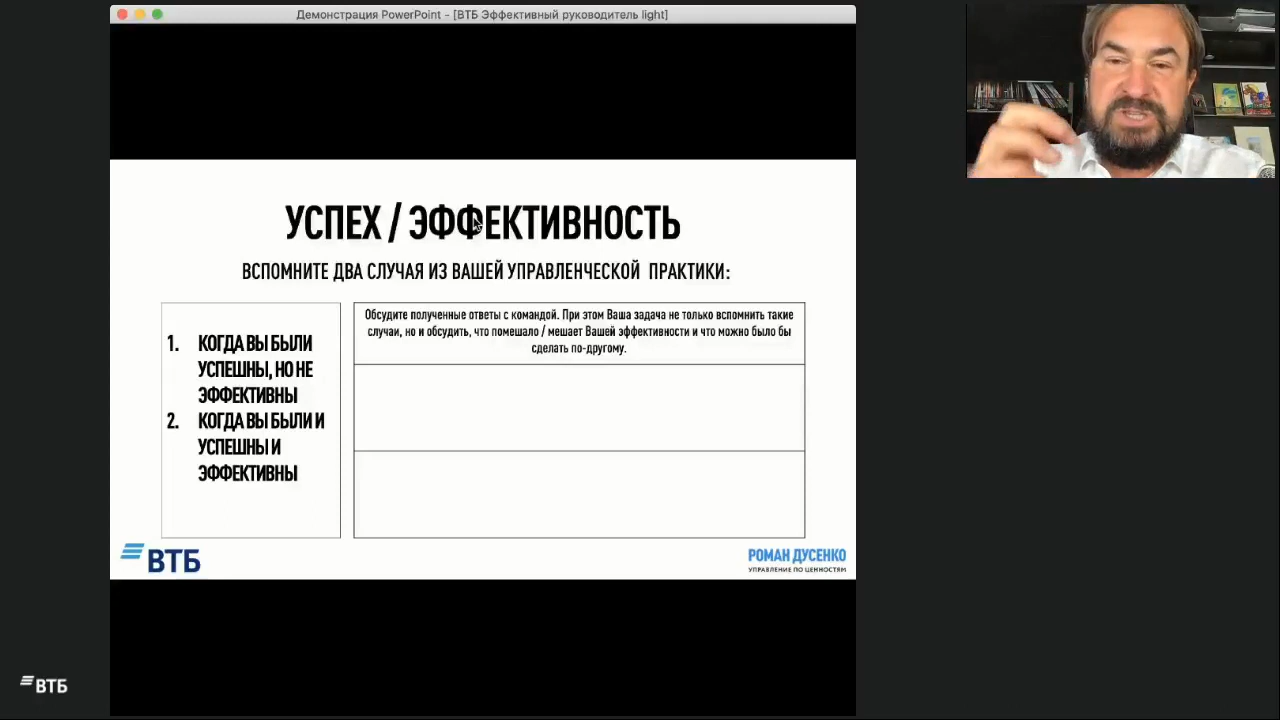 Демонстрация PowerPoint - [ВТБ Эффективный руководитель light]
УСПЕХ / ЭФФЕКТИВНОСТЬ
ВСПОМНИТЕ ДВА СЛУЧАЯ ИЗ ВАШЕЙ УПРАВЛЕНЧЕСКОЙ ПРАКТИКИ:
1. КОГДА ВЫ БЫЛИ
УСПЕШНЫ, НО НЕ
ЭФФЕКТИВНЫ
2. КОГДА ВЫ БЫЛИ И
УСПЕШНЫ И
ЭФФЕКТИВНЫ
Обсудите полученные ответы с командой. При этом Ваша задача не только вспомнить такие
случаи, но и обсудить, что помешало / мешает Вашей эффективности и что можно было бы
сделать по-другому.
ВТБ
РОМАН ДУСЕНКО
УПРАВЛЕНИЕ ПО ЦЕННОСТЯМ
ВТБ